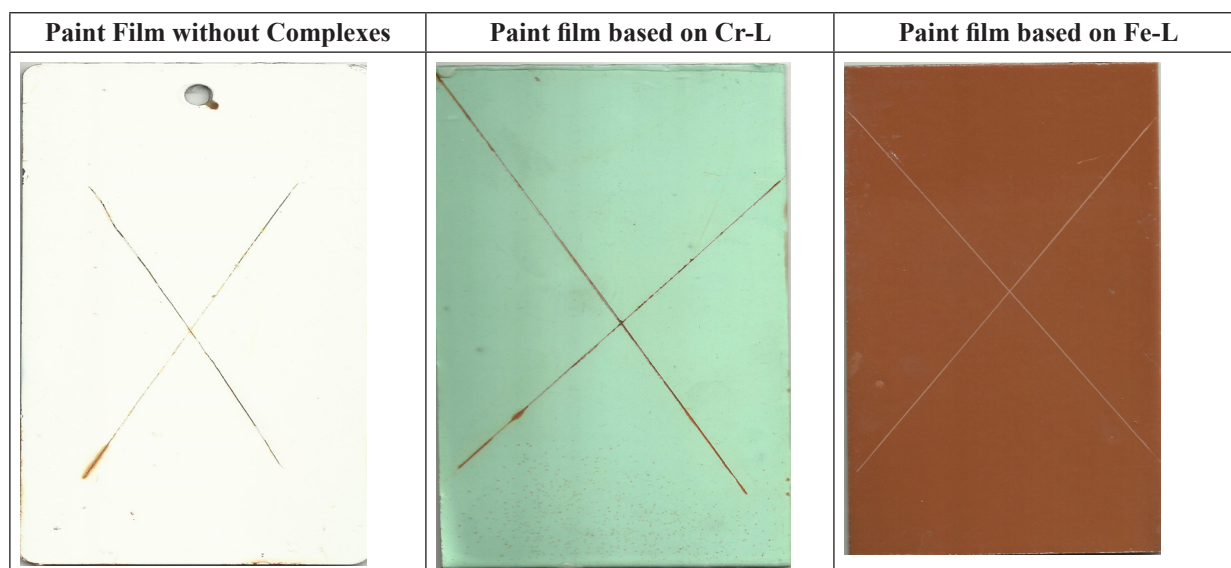 Paint Film without Complexes
Paint film based on Cr-L
Paint film based on Fe-L